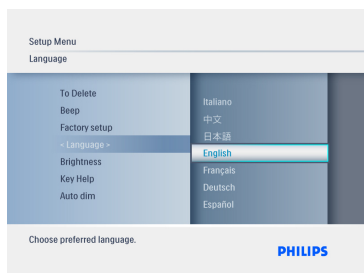 Setup Menu
Language
To Delete
Beep
Factory setup
< Language >
Brightness
Key Help
Auto dim
Italiano
中文
日本語
English
Français
Deutsch
Español
Choose preferred language.
PHILIPS